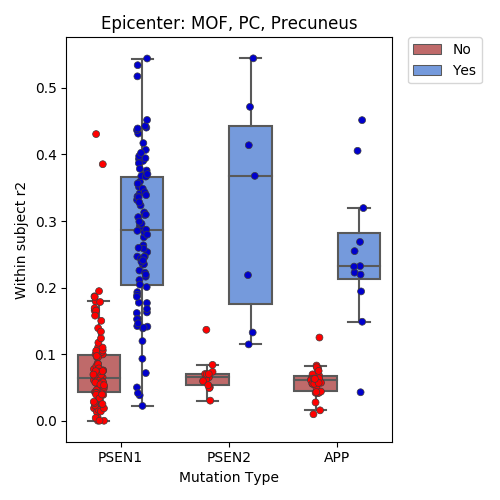 Epicenter: MOF, PC, Precuneus
No
Yes
Within subject r2
0.5
0.4
0.3
0.2
0.1
0.0
PSEN1 PSEN2 APP
Mutation Type